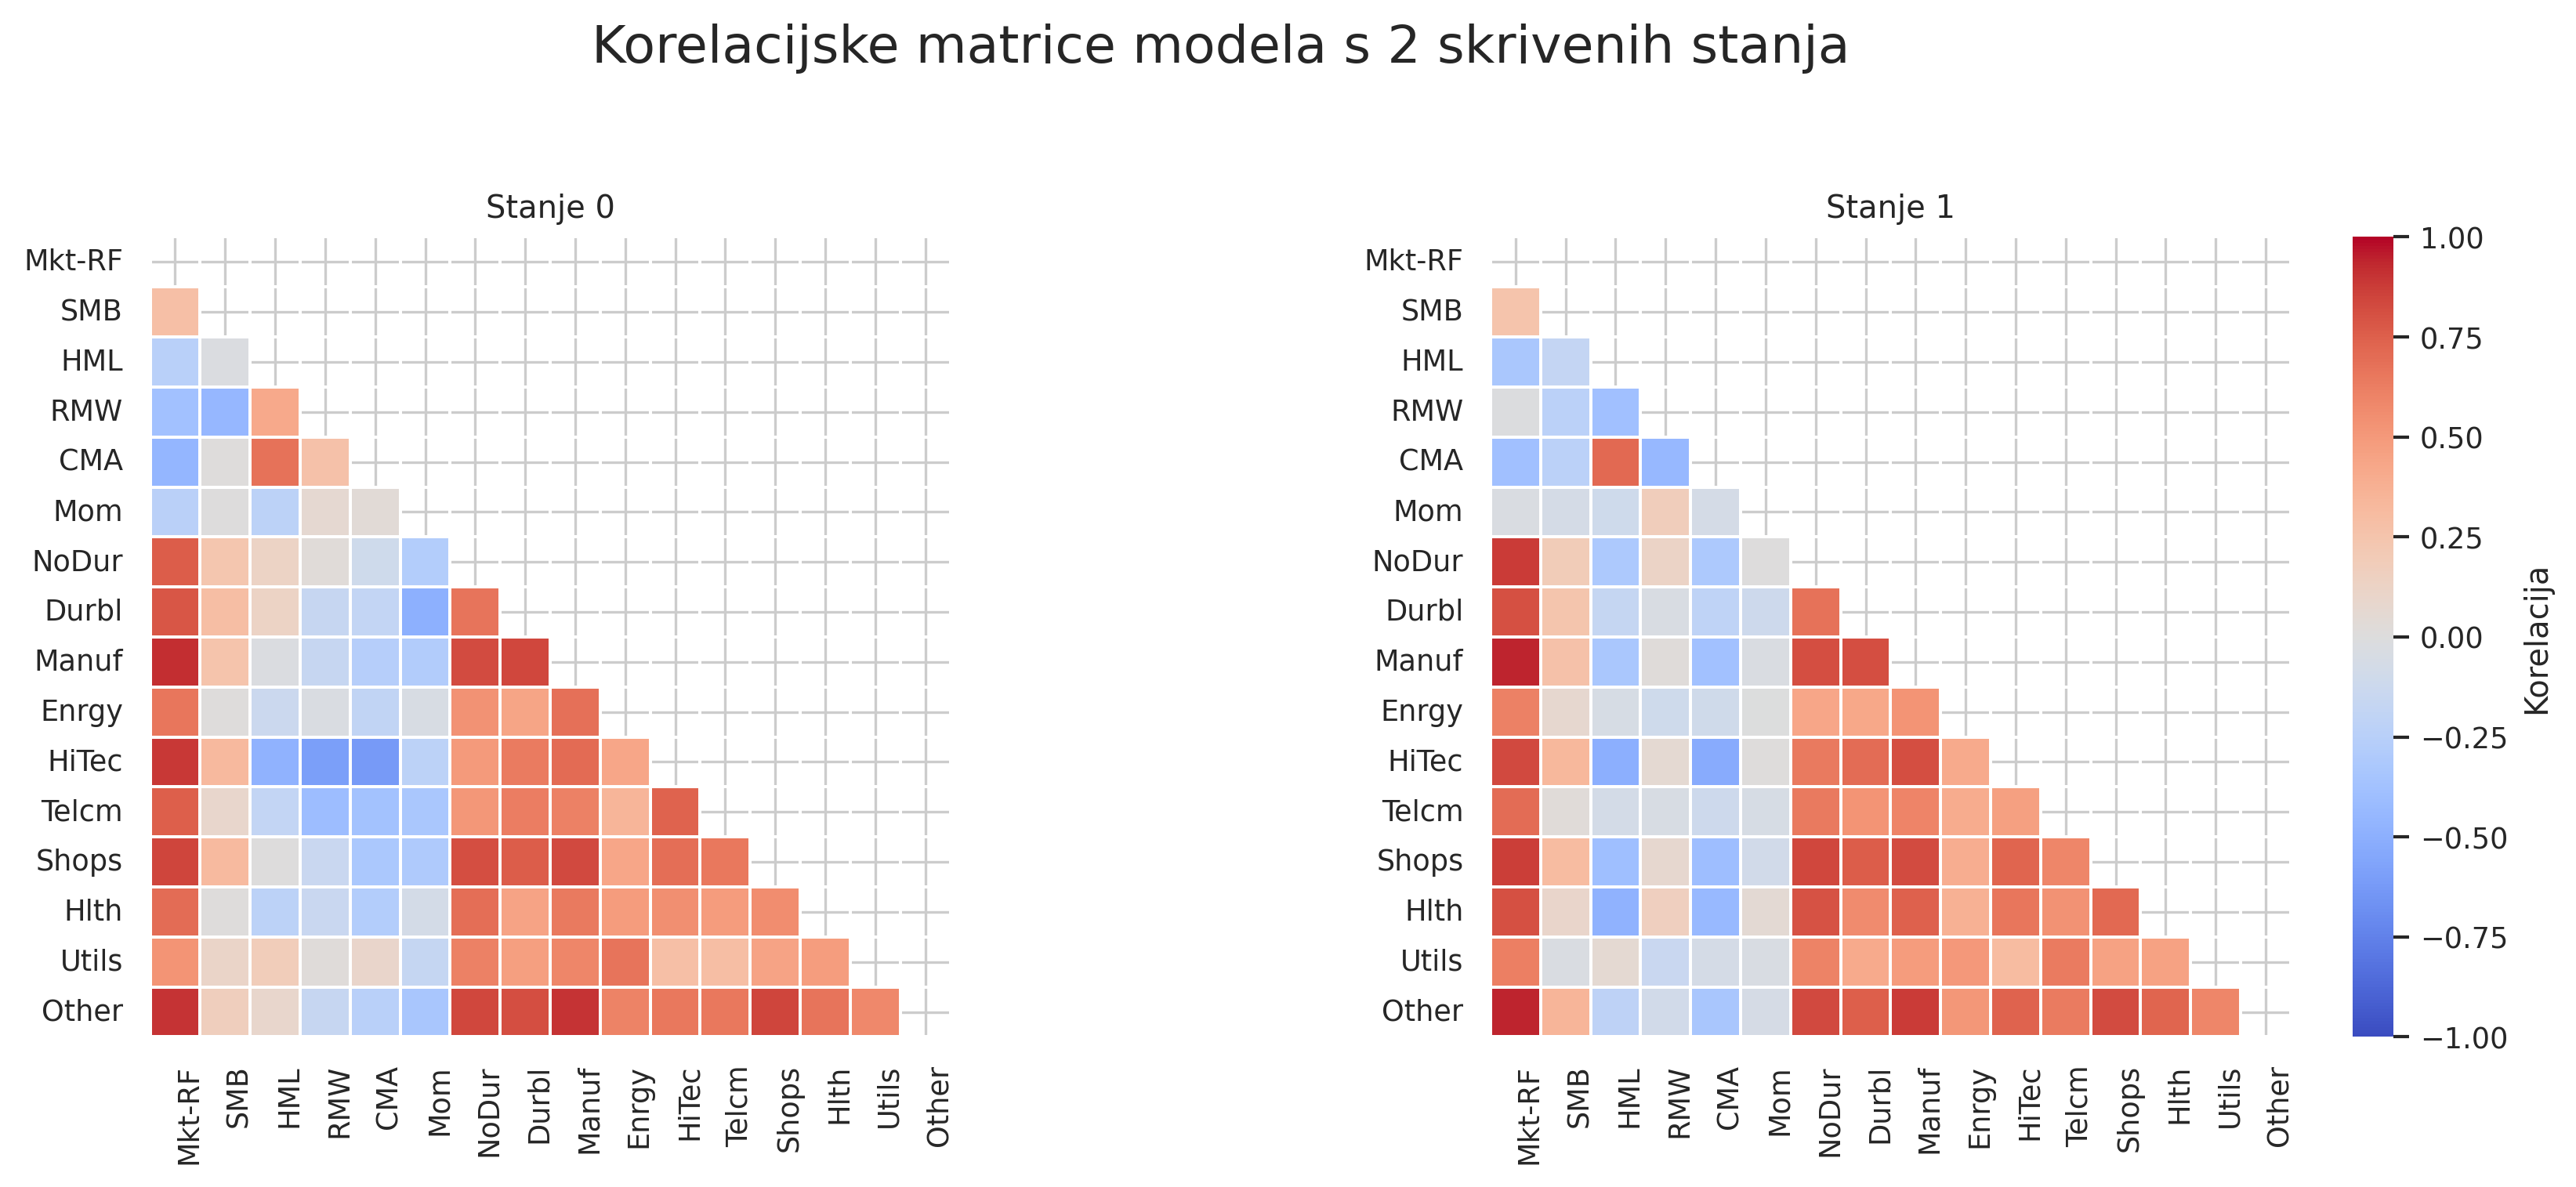 Korelacijske matrice modela s 2 skrivenih stanja
Stanje 0
Mkt-RF
SMB
HML
RMW
CMA
Mom
NoDur
Durbl
Manuf
Enrgy
HiTec
Telcm
Shops
Hlth
Utils
Other
Mkt-RF SMB HML RMW CMA Mom NoDur Durbl Manuf Enrgy HiTec Telcm Shops Hlth Utils Other
Stanje 1
Mkt-RF
SMB
HML
RMW
CMA
Mom
NoDur
Durbl
Manuf
Enrgy
HiTec
Telcm
Shops
Hlth
Utils
Other
Mkt-RF SMB HML RMW CMA Mom NoDur Durbl Manuf Enrgy HiTec Telcm Shops Hlth Utils Other
1.00
0.75
0.50
0.25
0.00
−0.25
−0.50
−0.75
−1.00
Korelacija